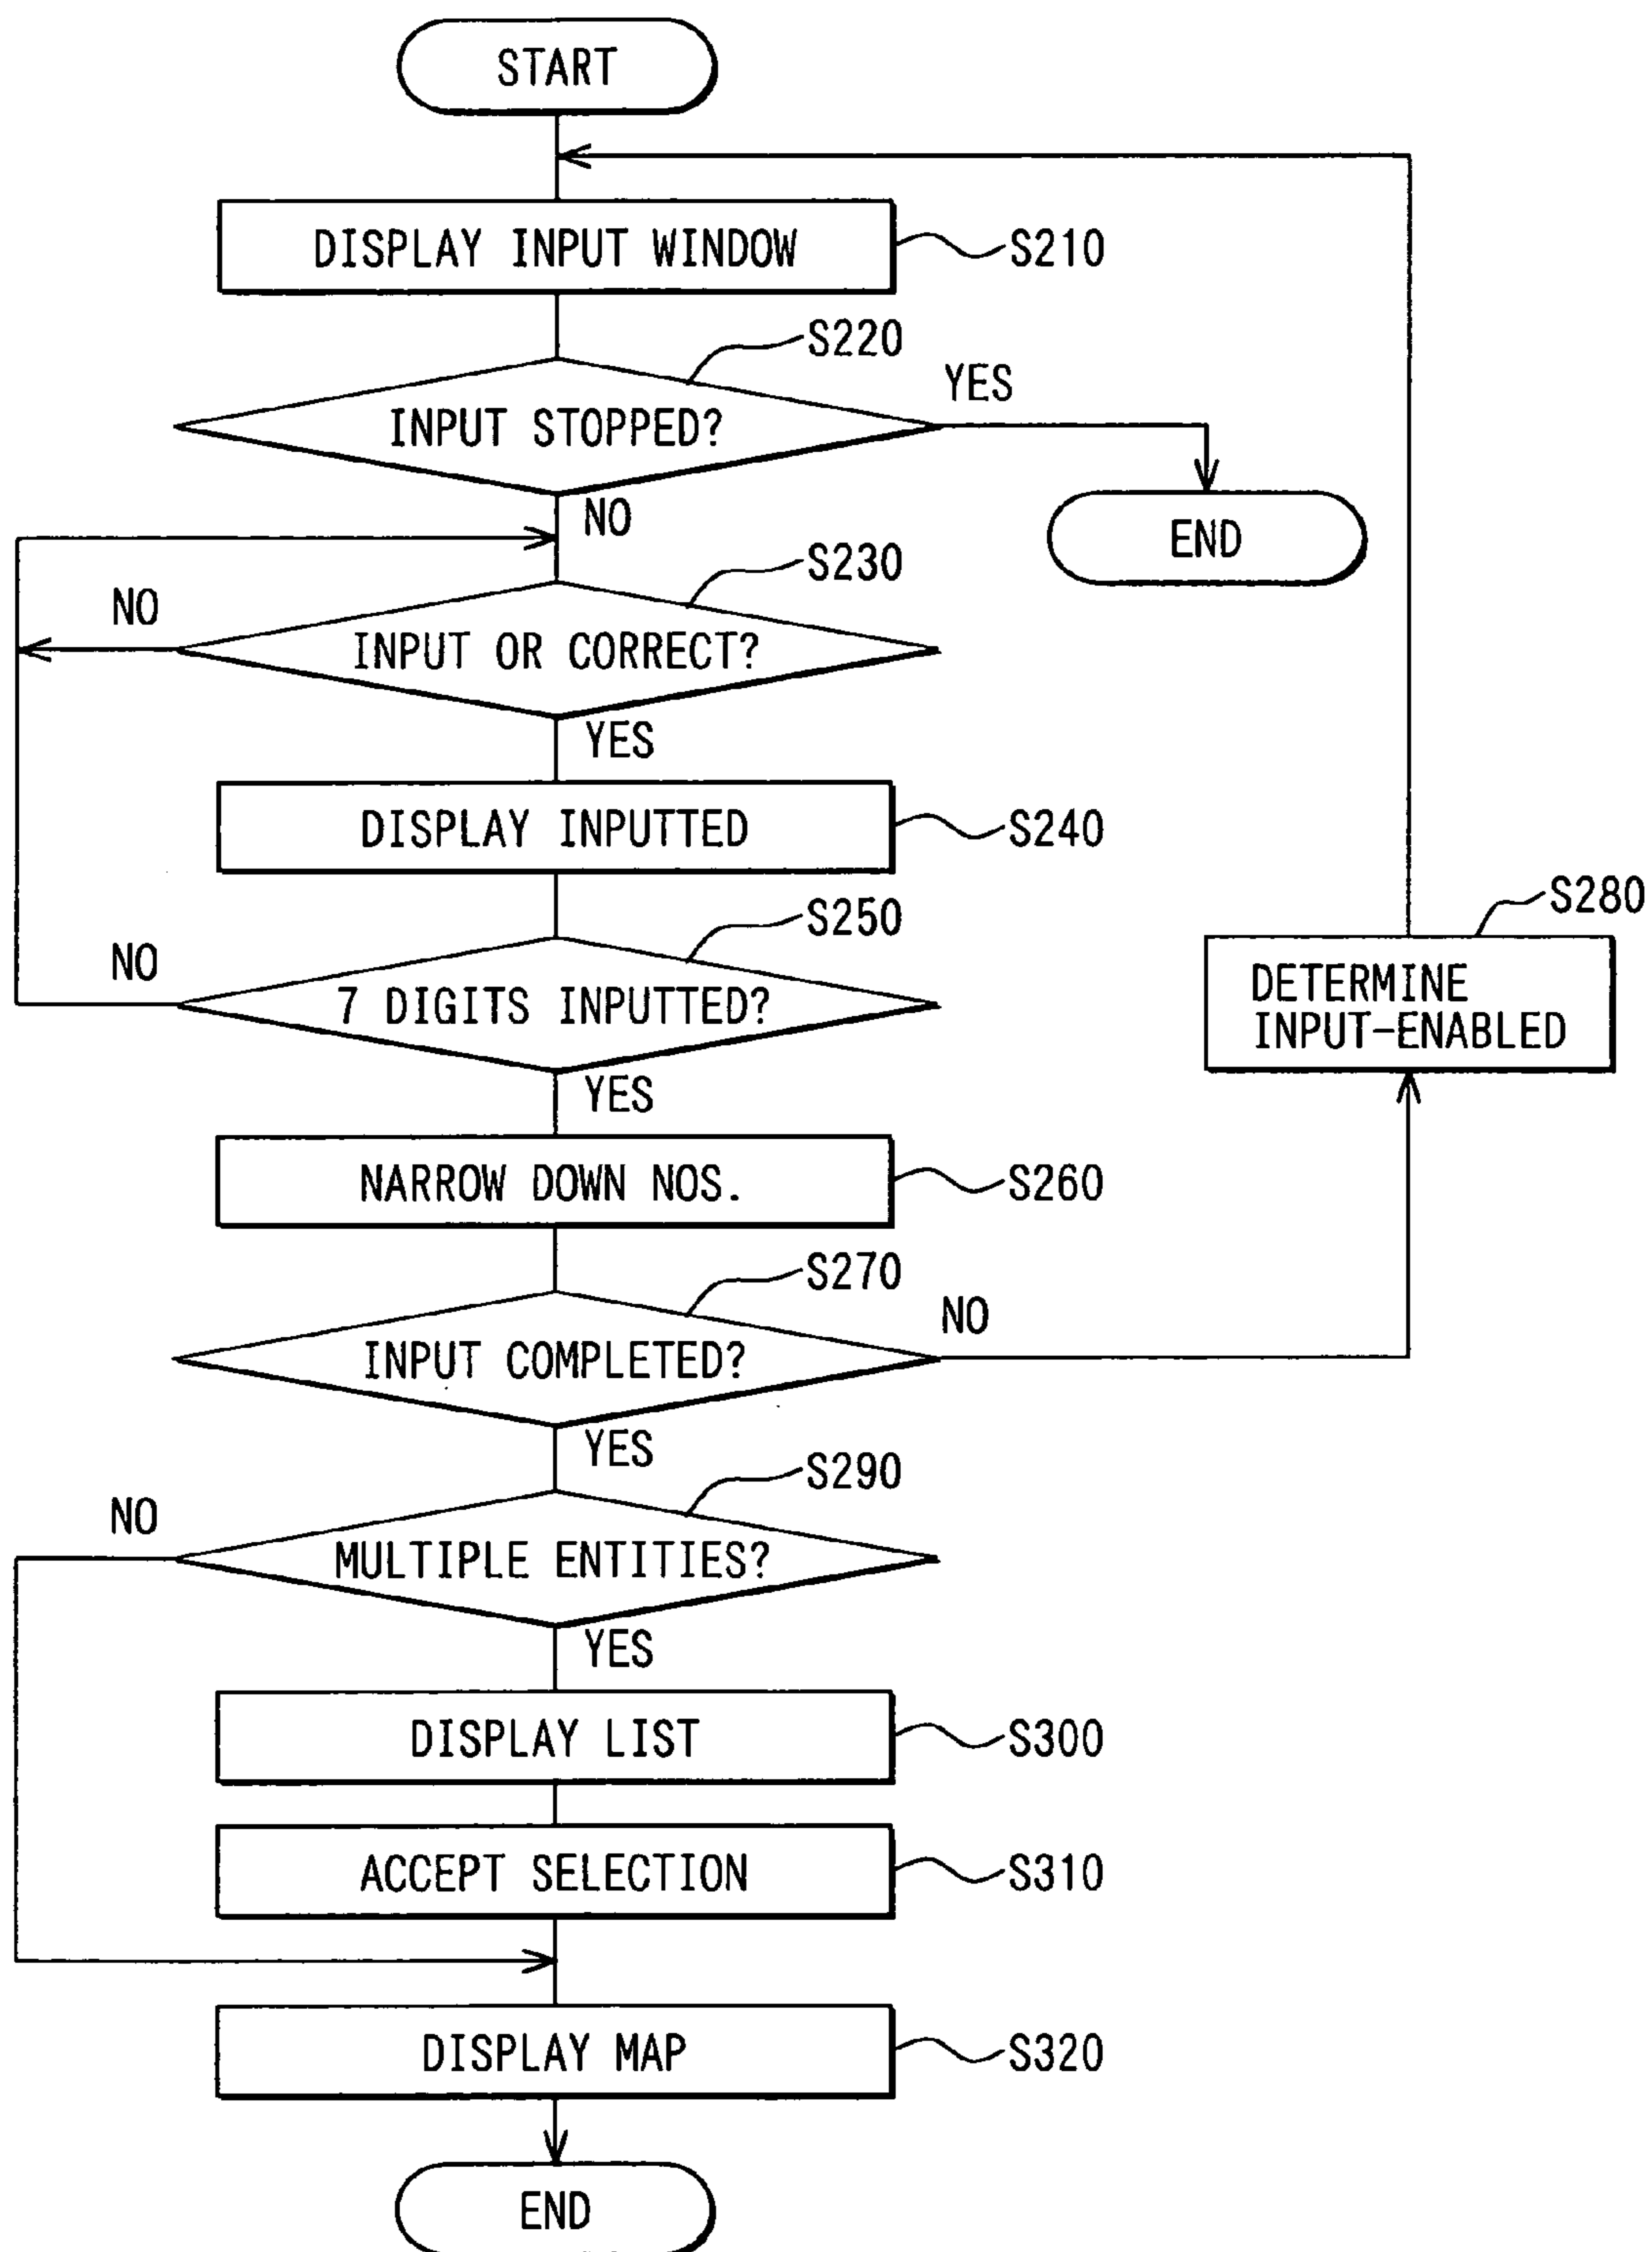 START
DISPLAY INPUT WINDOW
S210
S220
INPUT STOPPED?
YES
NO
END
S230
NO
INPUT OR CORRECT?
YES
DISPLAY INPUTTED
S240
S250
NO
7 DIGITS INPUTTED?
YES
S280
DETERMINE
INPUT-ENABLED
NARROW DOWN NOS.
S260
S270
INPUT COMPLETED?
NO
YES
S290
NO
MULTIPLE ENTITIES?
YES
DISPLAY LIST
S300
ACCEPT SELECTION
S310
DISPLAY MAP
S320
END